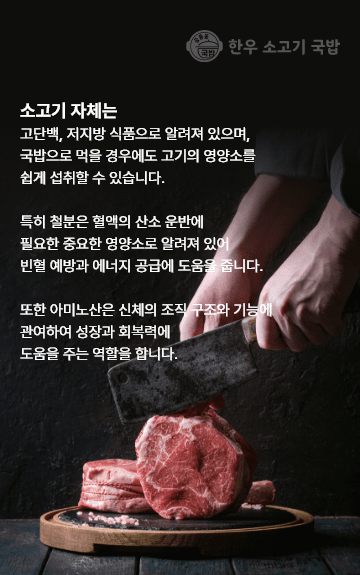 국밥
한우 소고기 국밥
소고기 자체는
고단백, 저지방 식품으로 알려져 있으며,
국밥으로 먹을 경우에도 고기의 영양소를
쉽게 섭취할 수 있습니다.
특히 철분은 혈액의 산소 운반에
필요한 중요한 영양소로 알려져 있어
빈혈 예방과 에너지 공급에 도움을 줍니다.
또한 아미노산은 신체의 조직 구조와 기능에
관여하여 성장과 회복력에
도움을 주는 역할을 합니다.